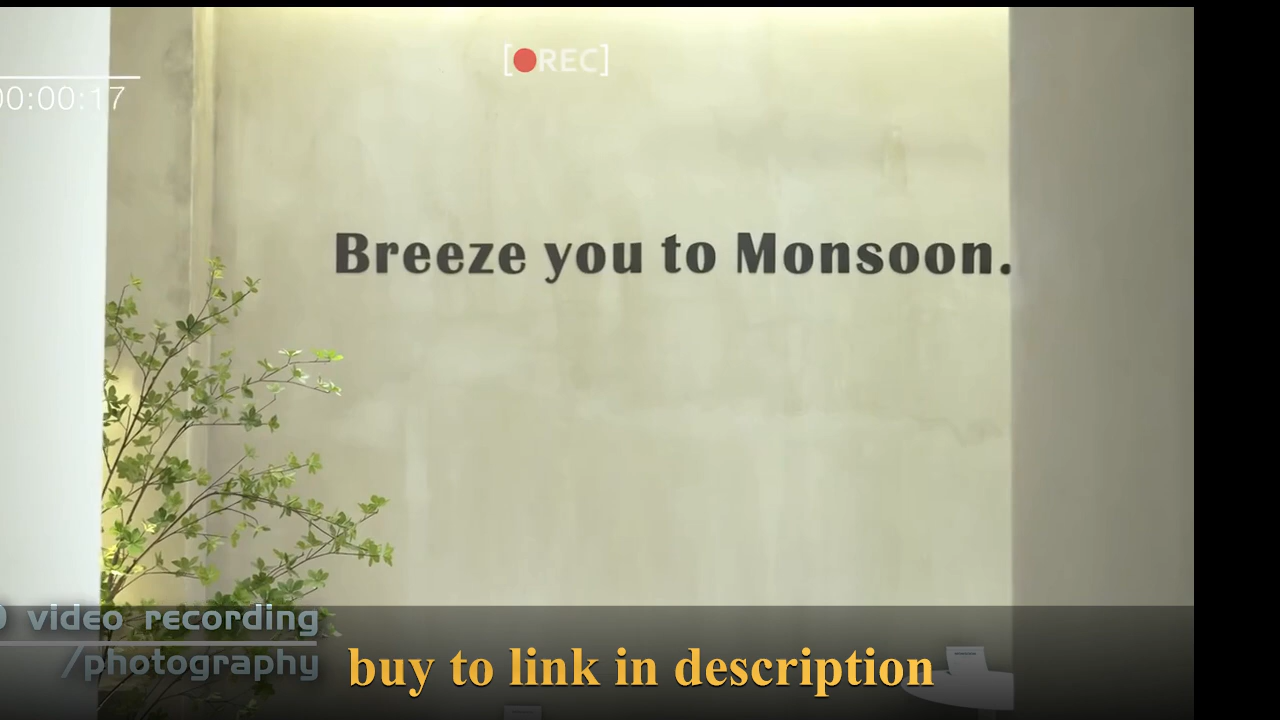 [REC]
00:00:17
Breeze you to Monsoon.
video recording
/photography
buy to link in description